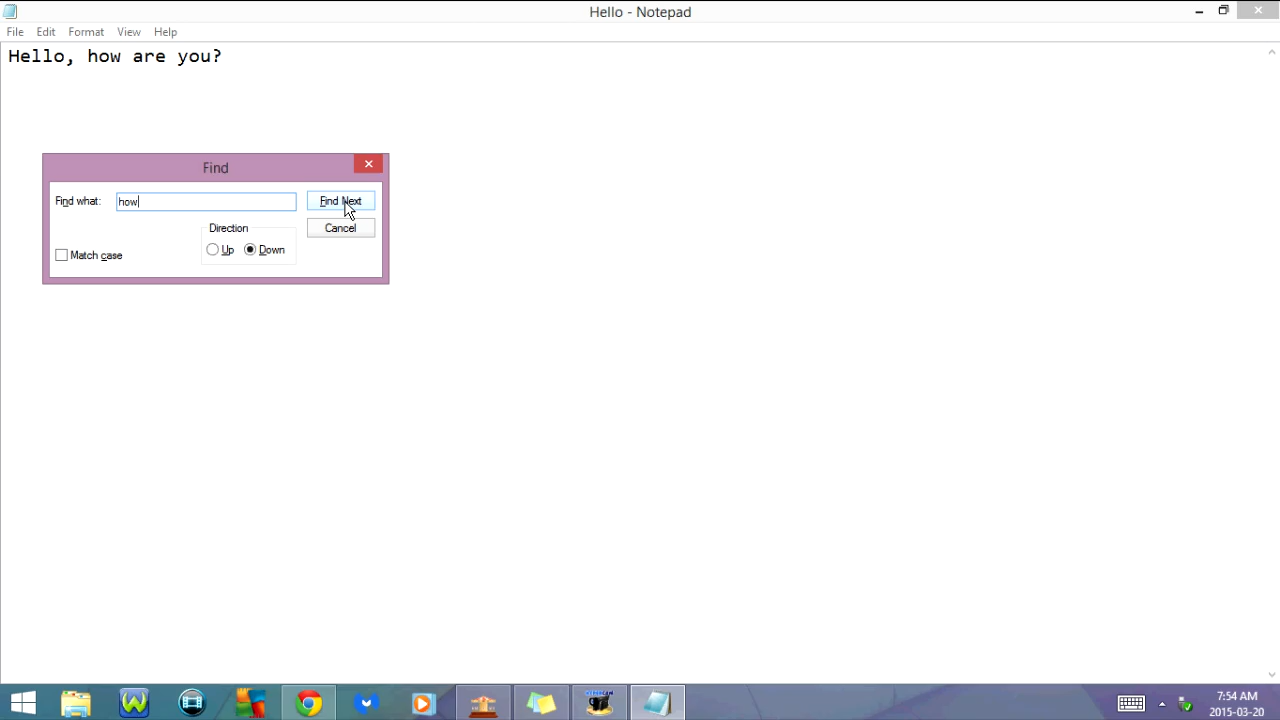 Hello - Notepad
File Edit Format View Help
Hello, how are you?
Find
Find what: how Find Next
Direction Cancel
Up Down
Match case
7:54 AM
2015-03-20